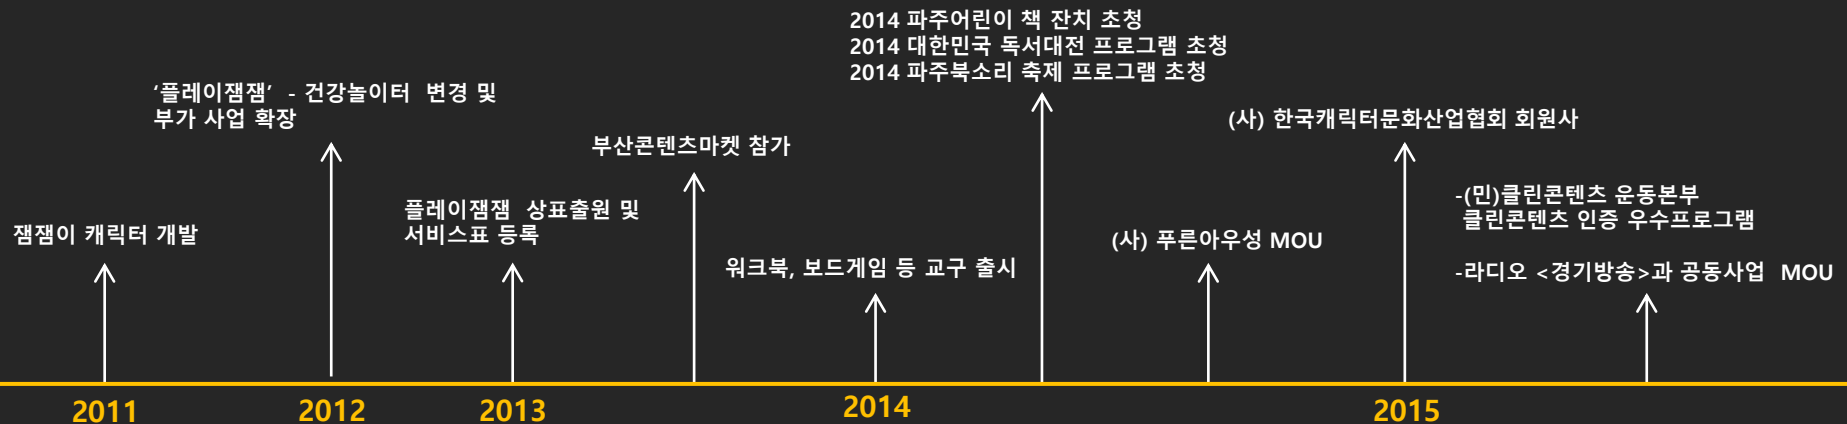 잼잼이 캐릭터 개발
‘플레이잼잼’ - 건강놀이터 변경 및
부가 사업 확장
플레이잼잼 상표출원 및
서비스표 등록
부산콘텐츠마켓 참가
워크북, 보드게임 등 교구 출시
2014 파주어린이 책 잔치 초청
2014 대한민국 독서대전 프로그램 초청
2014 파주북소리 축제 프로그램 초청
(사) 푸른아우성 MOU
(사) 한국캐릭터문화산업협회 회원사
-(민)클린콘텐츠 운동본부
클린콘텐츠 인증 우수프로그램
-라디오 <경기방송>과 공동사업 MOU
2011
2012
2013
2014
2015